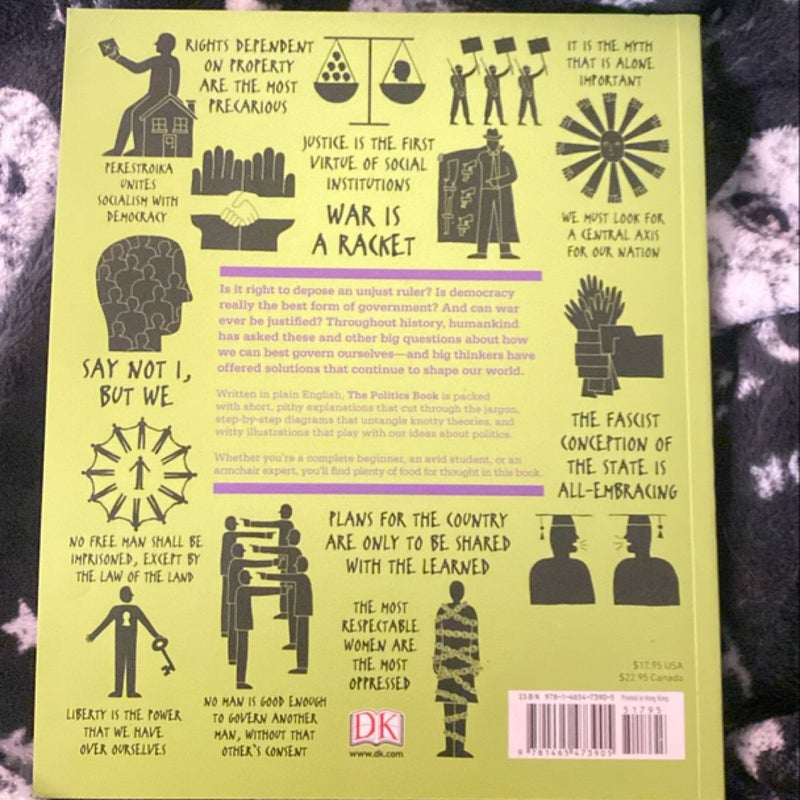 RIGHTS DEPENDENT
ON PROPERTY
ARE THE MOST
PRECARIOUS
IT IS THE MYTH
THAT IS ALONE
IMPORTANT
JUSTICE IS THE FIRST
VIRTUE OF SOCIAL
INSTITUTIONS
PERESTROIKA
UNITES
SOCIALISM WITH
DEMOCRACY
WAR IS
A RACKET
WE MUST LOOK FOR
A CENTRAL AXIS
FOR OUR NATION
Is it right to depose an unjust ruler? Is democracy
really the best form of government? And can war
ever be justified? Throughout history, humankind
has asked these and other big questions about how
we can best govern ourselves—and big thinkers have
offered solutions that continue to shape our world.
Written in plain English, The Politics Book is packed
with short, pithy explanations that cut through the jargon,
step-by-step diagrams that untangle knotty theories, and
witty illustrations that play with our ideas about politics.
Whether you're a complete beginner, an avid student, or an
armchair expert, you'll find plenty of food for thought in this book.
SAY NOT I,
BUT WE
THE FASCIST
CONCEPTION OF
THE STATE IS
ALL-EMBRACING
NO FREE MAN SHALL BE
IMPRISONED, EXCEPT BY
THE LAW OF THE LAND
PLANS FOR THE COUNTRY
ARE ONLY TO BE SHARED
WITH THE LEARNED
THE MOST
RESPECTABLE
WOMEN ARE
THE MOST
OPPRESSED
LIBERTY IS THE POWER
THAT WE HAVE
OVER OURSELVES
NO MAN IS GOOD ENOUGH
TO GOVERN ANOTHER
MAN, WITHOUT THAT
OTHER'S CONSENT
DK
www.dk.com
$17.95 USA
$22.95 Canada
ISBN 978-1-4654-7390-5 Printed in Hong Kong
51795
9 781465 473905